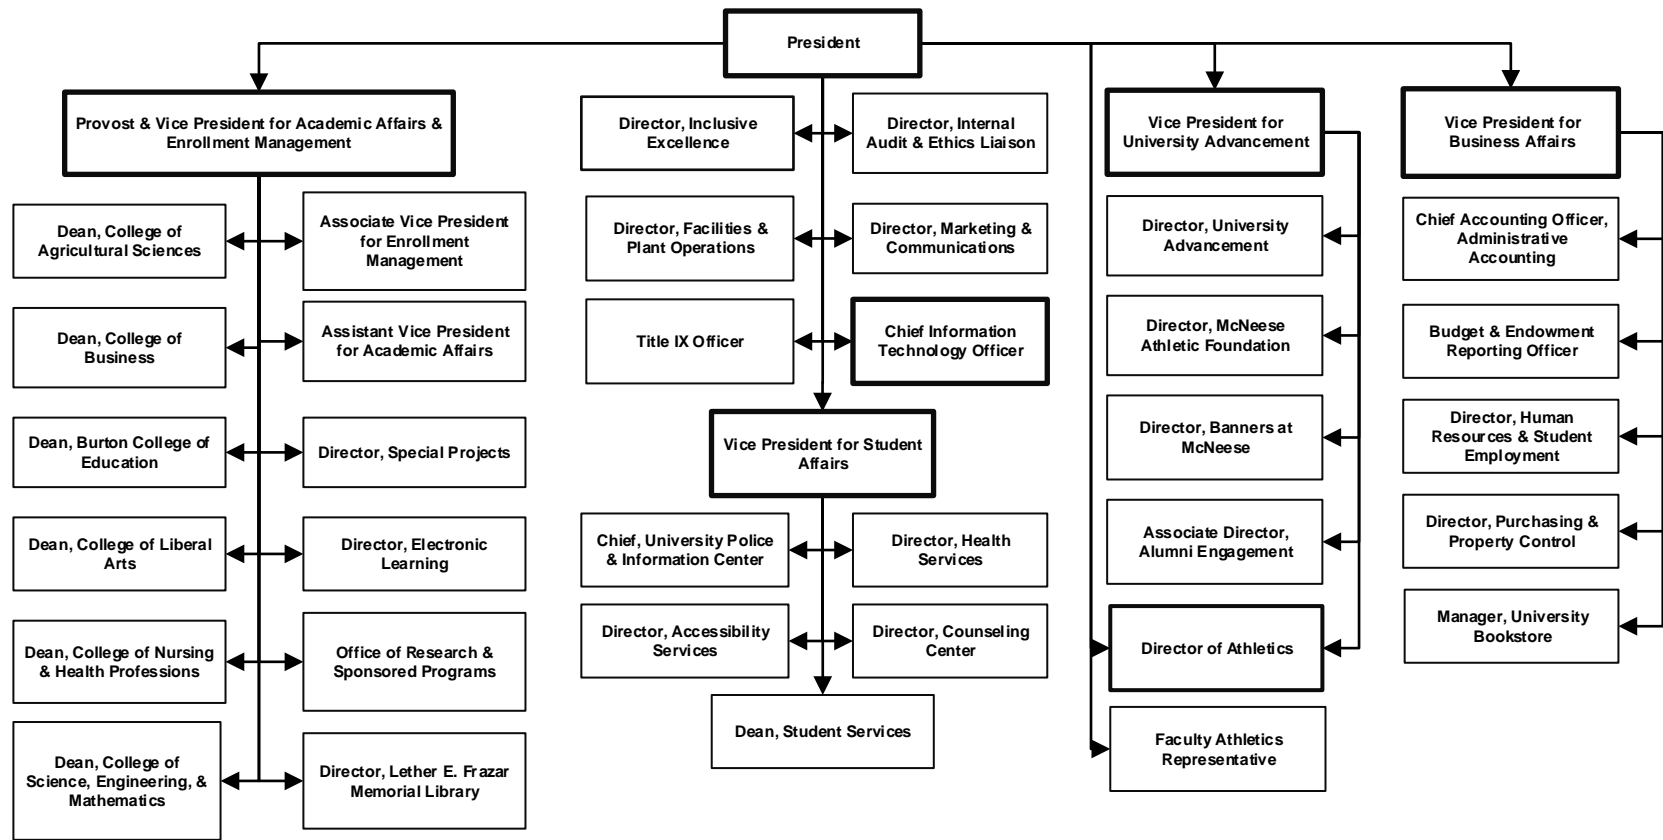 President
Provost & Vice President for Academic Affairs &
Enrollment Management
Dean, College of
Agricultural Sciences
Associate Vice President
for Enrollment
Management
Dean, College of
Business
Assistant Vice President
for Academic Affairs
Dean, Burton College of
Education
Director, Special Projects
Dean, College of Liberal
Arts
Director, Electronic
Learning
Dean, College of Nursing
& Health Professions
Office of Research &
Sponsored Programs
Dean, College of
Science, Engineering, &
Mathematics
Director, Lether E. Frazar
Memorial Library
Director, Inclusive
Excellence
Director, Internal
Audit & Ethics Liaison
Director, Facilities &
Plant Operations
Director, Marketing &
Communications
Title IX Officer
Chief Information
Technology Officer
Vice President for Student
Affairs
Chief, University Police
& Information Center
Director, Health
Services
Director, Accessibility
Services
Director, Counseling
Center
Dean, Student Services
Vice President for
University Advancement
Director, University
Advancement
Director, McNeese
Athletic Foundation
Director, Banners at
McNeese
Associate Director,
Alumni Engagement
Director of Athletics
Faculty Athletics
Representative
Vice President for
Business Affairs
Chief Accounting Officer,
Administrative
Accounting
Budget & Endowment
Reporting Officer
Director, Human
Resources & Student
Employment
Director, Purchasing &
Property Control
Manager, University
Bookstore